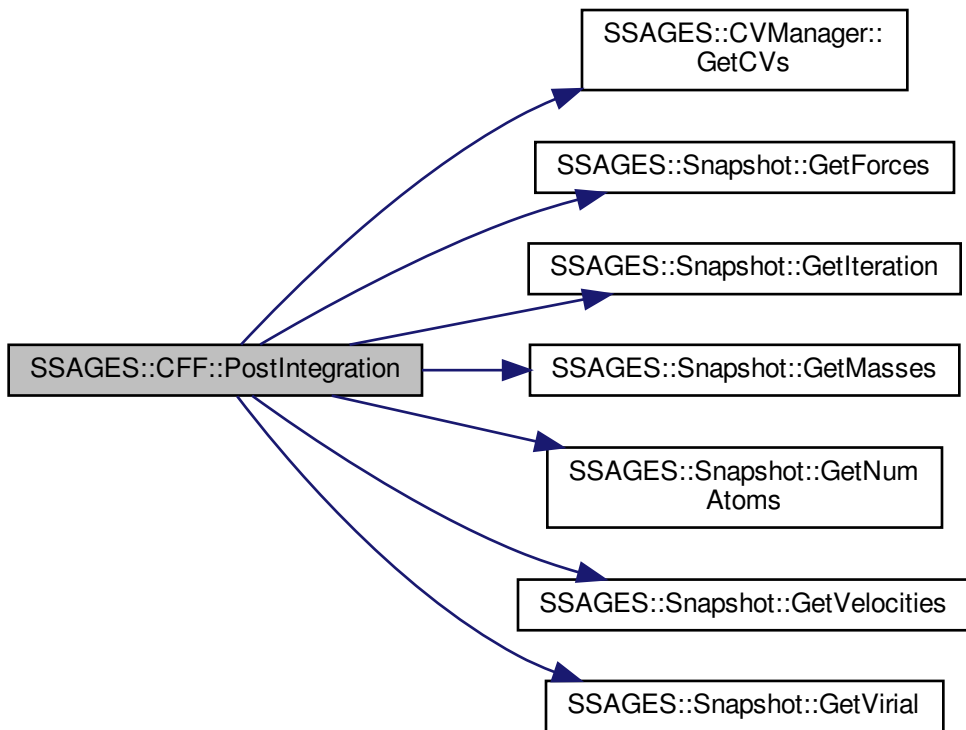 SSAGES::CVManager::
GetCVs
SSAGES::Snapshot::GetForces
SSAGES::Snapshot::GetIteration
SSAGES::CFF::PostIntegration
SSAGES::Snapshot::GetMasses
SSAGES::Snapshot::GetNum
Atoms
SSAGES::Snapshot::GetVelocities
SSAGES::Snapshot::GetVirial